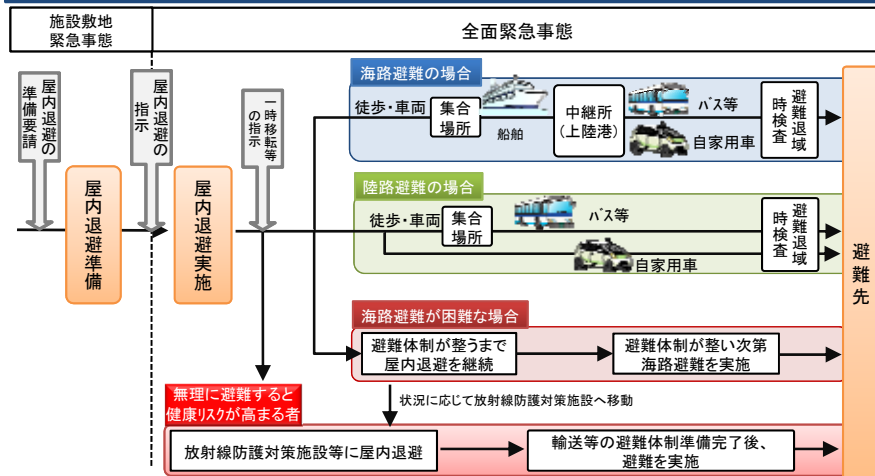 施設敷地
緊急事態
全面緊急事態
屋内退避の
準備要請
屋内退避の
指示
一時移転等
の指示
屋内退避準備
屋内退避実施
海路避難の場合
徒歩・車両
集合
場所
船舶
中継所
(上陸港)
バス等
自家用車
避難退域
時検査
陸路避難の場合
徒歩・車両
集合
場所
バス等
自家用車
避難退域
時検査
避難先
海路避難が困難な場合
避難体制が整うまで
屋内退避を継続
避難体制が整い次第
海路避難を実施
無理に避難すると
健康リスクが高まる者
状況に応じて放射線防護対策施設へ移動
放射線防護対策施設等に屋内退避
輸送等の避難体制準備完了後、
避難を実施